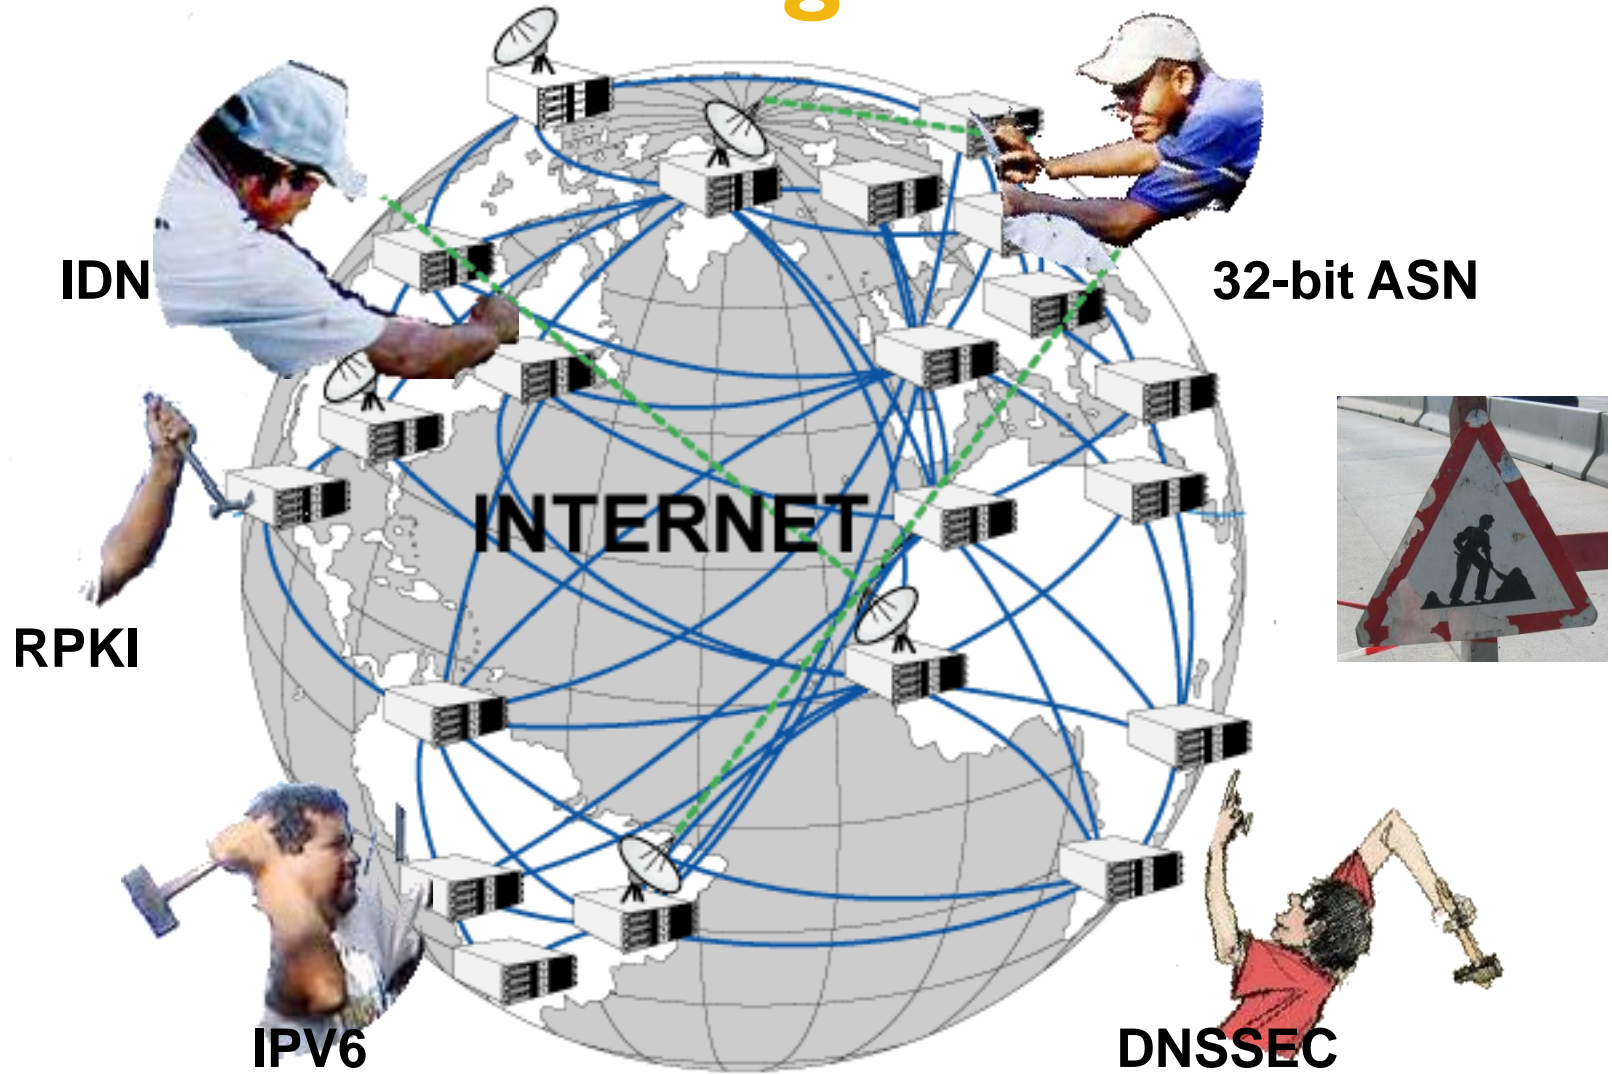 IDN
32-bit ASN
INTERNET
RPKI
IPV6
DNSSEC